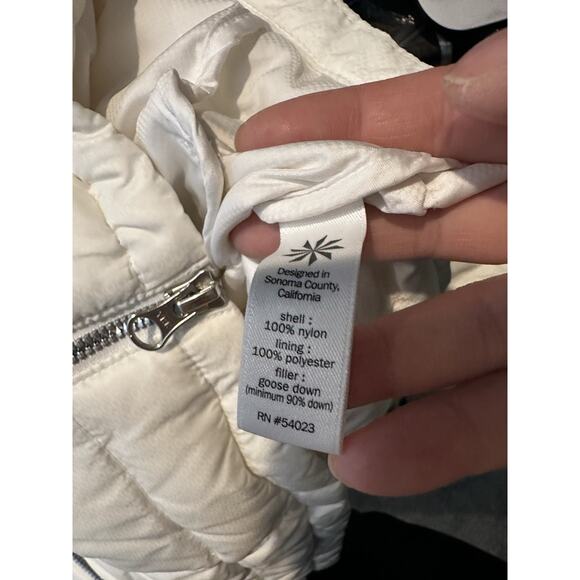 Designed in
Sonoma County,
California
shell :
100% nylon
lining :
100% polyester
filler :
goose down
(minimum 90% down)
RN #54023